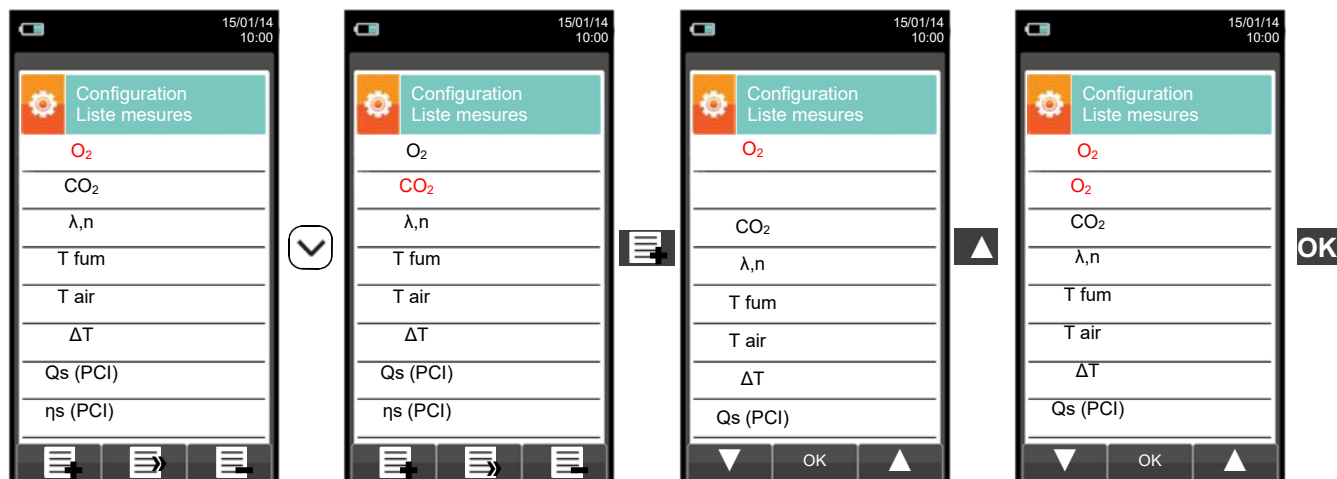 15/01/14
10:00
Configuration
Liste mesures
O₂
CO₂
λ,n
T fum
T air
ΔT
Qs (PCI)
ηs (PCI)
15/01/14
10:00
Configuration
Liste mesures
O₂
CO₂
λ,n
T fum
T air
ΔT
Qs (PCI)
ηs (PCI)
15/01/14
10:00
Configuration
Liste mesures
O₂
CO₂
λ,n
T fum
T air
ΔT
Qs (PCI)
OK
15/01/14
10:00
Configuration
Liste mesures
O₂
O₂
CO₂
λ,n
T fum
T air
ΔT
Qs (PCI)
OK
OK